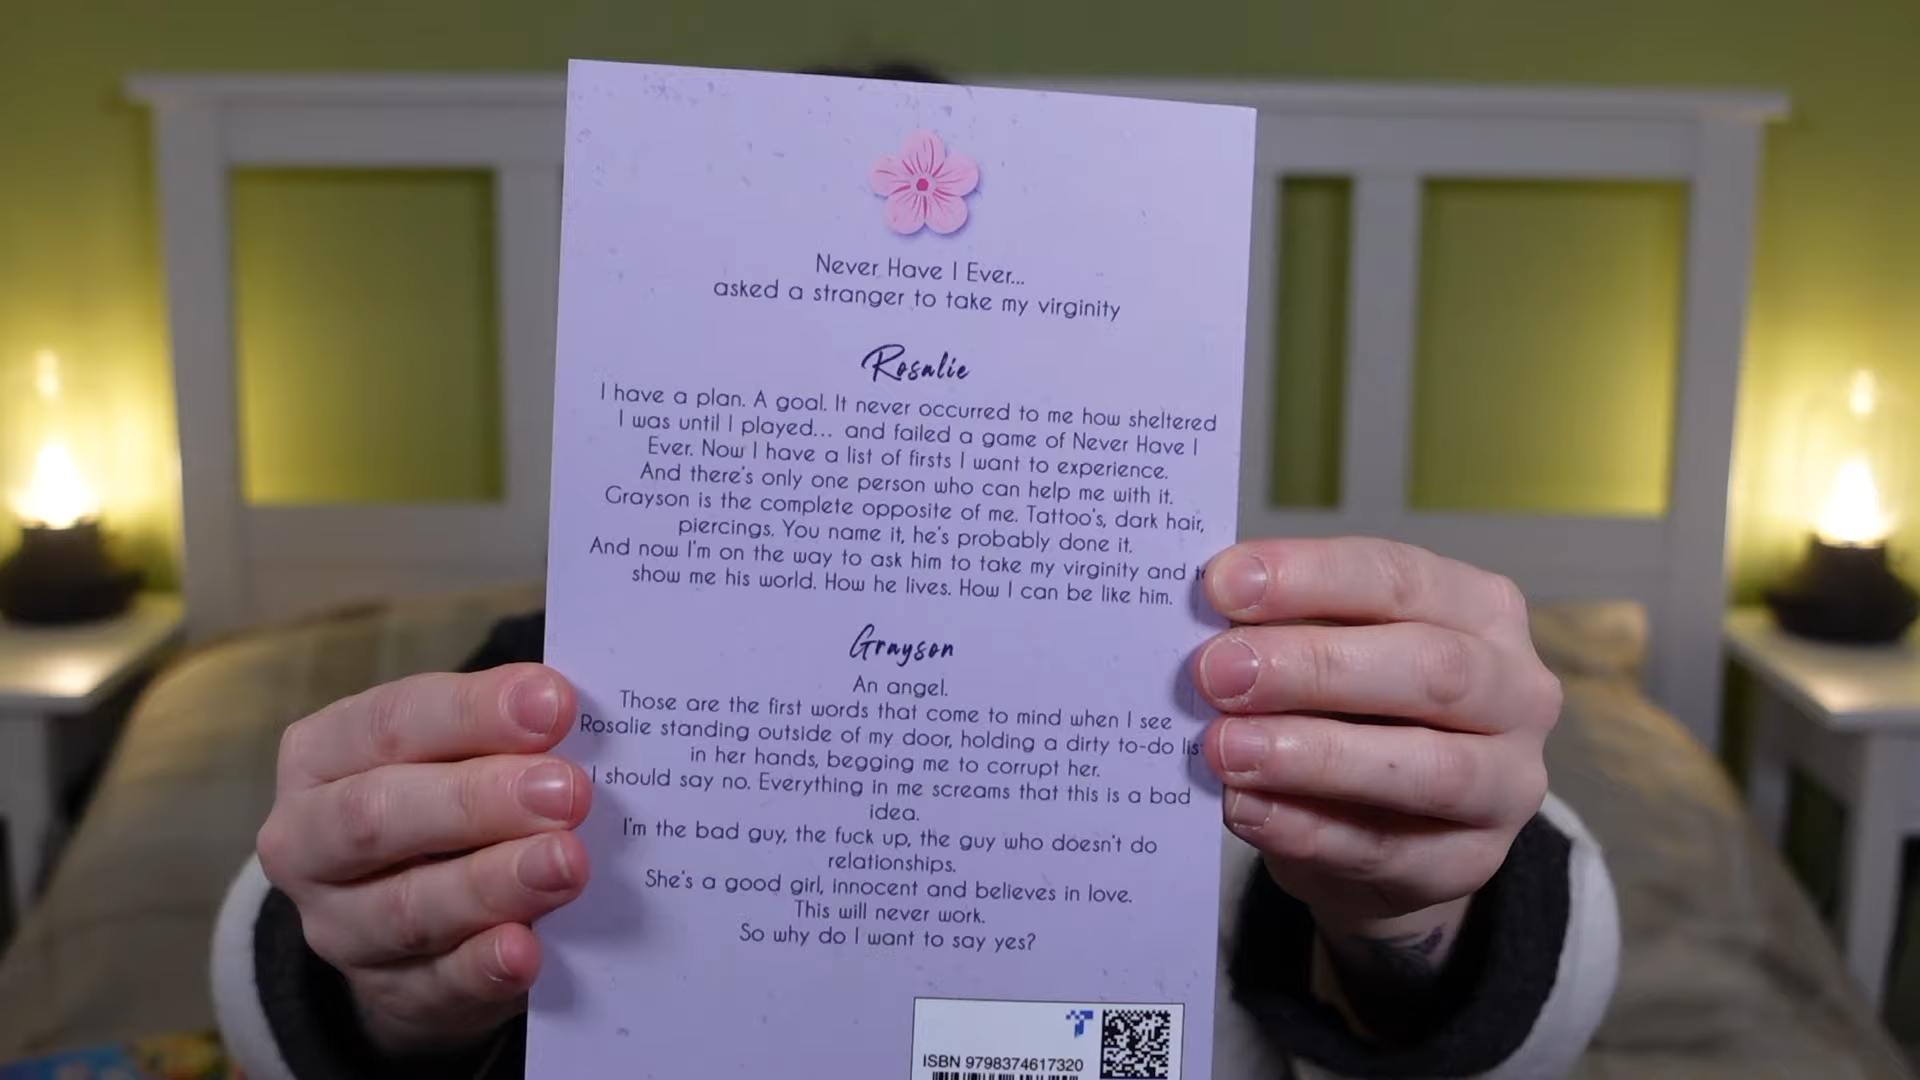 Never Have I Ever...
asked a stranger to take my virginity
Rosalie
I have a plan. A goal. It never occurred to me how sheltered
I was until I played... and failed a game of Never Have I
Ever. Now I have a list of firsts I want to experience.
And there's only one person who can help me with it.
Grayson is the complete opposite of me. Tattoo's, dark hair,
piercings. You name it, he's probably done it.
And now I'm on the way to ask him to take my virginity and
show me his world. How he lives. How I can be like him.
Grayson
An angel.
Those are the first words that come to mind when I see
Rosalie standing outside of my door, holding a dirty to-do
in her hands, begging me to corrupt her.
I should say no. Everything in me screams that this is a bad
idea.
I'm the bad guy, the fuck up, the guy who doesn't do
relationships.
She's a good girl, innocent and believes in love.
This will never work.
So why do I want to say yes?
ISBN 9798374617320